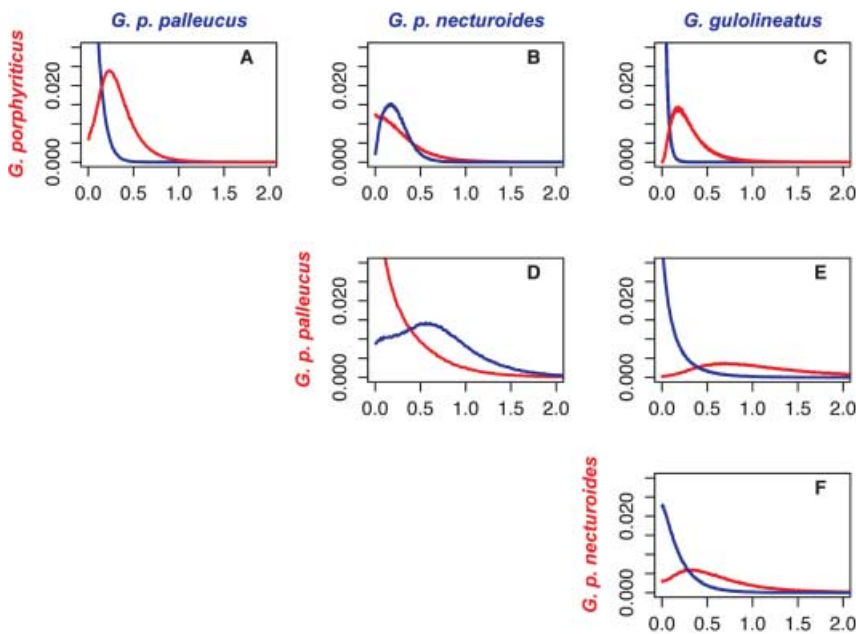 G. p. palleucus G. p. necturoides G. gulolineatus
G. porphyriticus
0.000 0.020
A
0.0 0.5 1.0 1.5 2.0
B
0.000 0.020
0.0 0.5 1.0 1.5 2.0
C
0.000 0.020
0.0 0.5 1.0 1.5 2.0
G. p. palleucus
0.000 0.020
D
0.0 0.5 1.0 1.5 2.0
0.000 0.020
E
0.0 0.5 1.0 1.5 2.0
G. p. necturoides
0.000 0.020
F
0.0 0.5 1.0 1.5 2.0